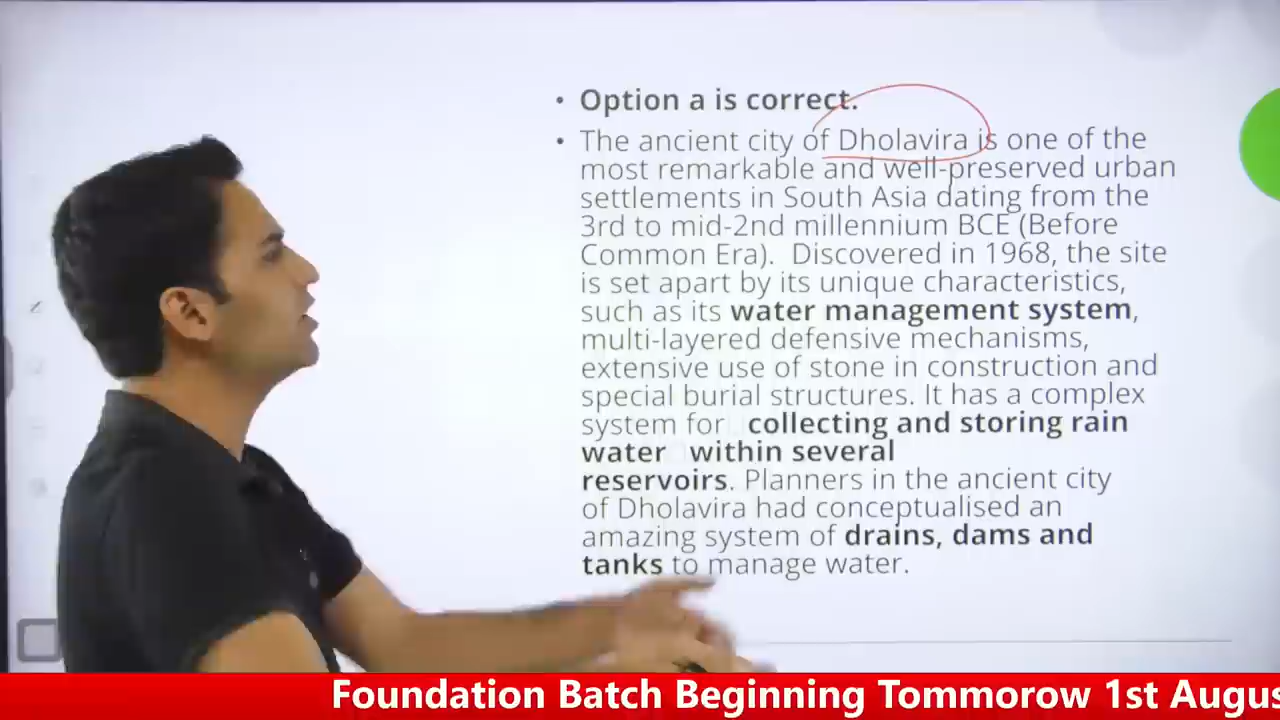 • Option a is correct.
• The ancient city of Dholavira is one of the
most remarkable and well-preserved urban
settlements in South Asia dating from the
3rd to mid-2nd millennium BCE (Before
Common Era). Discovered in 1968, the site
is set apart by its unique characteristics,
such as its water management system,
multi-layered defensive mechanisms,
extensive use of stone in construction and
special burial structures. It has a complex
system for collecting and storing rain
water within several
reservoirs. Planners in the ancient city
of Dholavira had conceptualised an
amazing system of drains, dams and
tanks to manage water.
Foundation Batch Beginning Tommorow 1st Augus